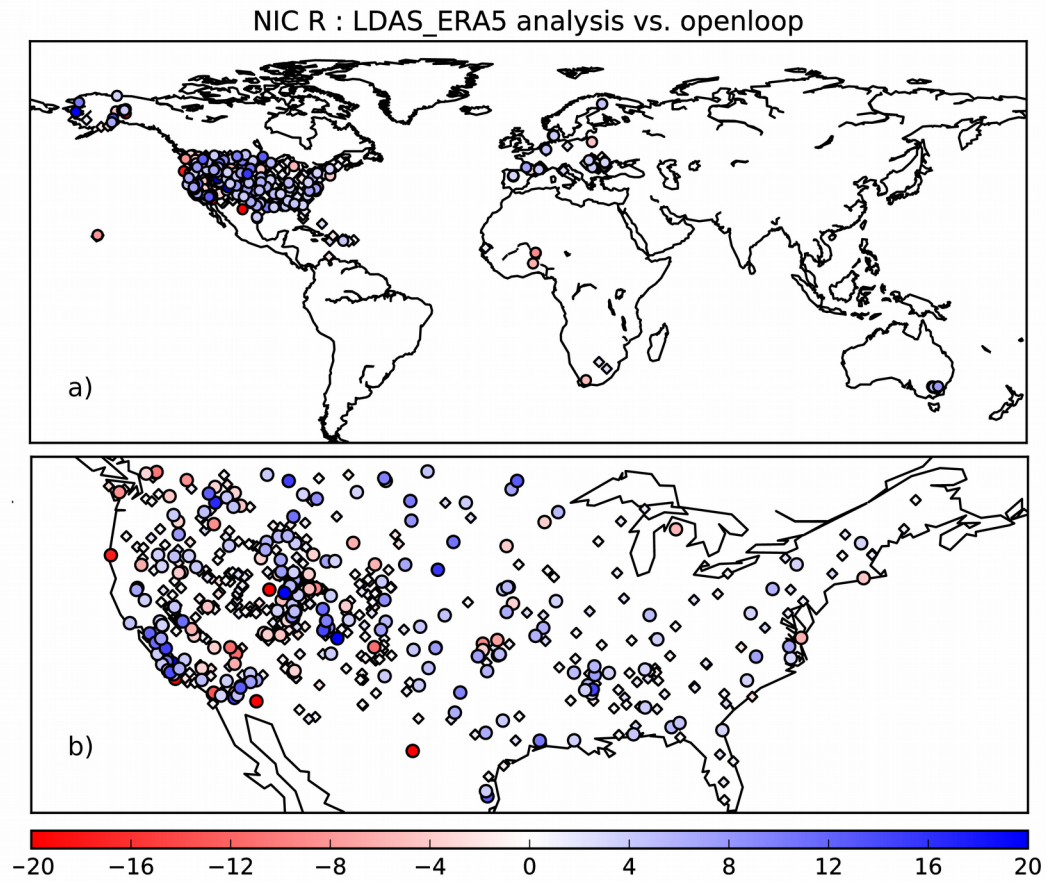 NIC R : LDAS_ERA5 analysis vs. openloop
a)
b)
−20 −16 −12 −8 −4 0 4 8 12 16 20